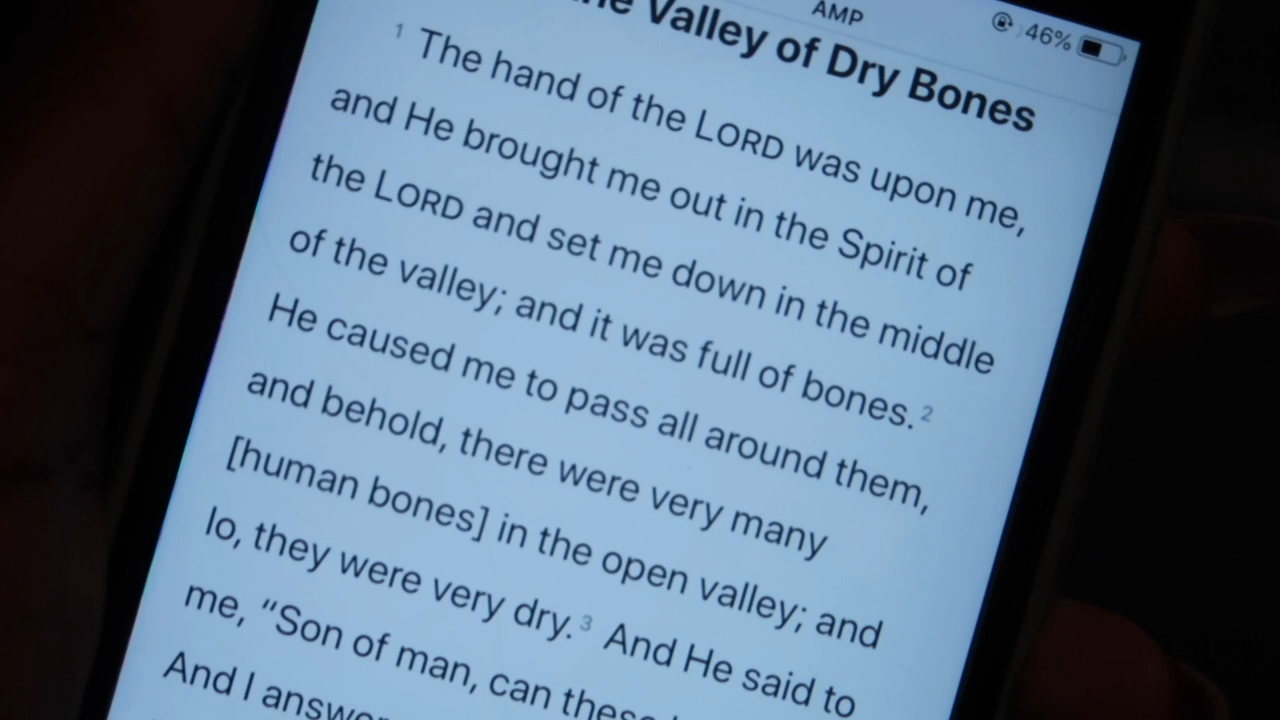 AMP
46%
Valley of Dry Bones
1 The hand of the LORD was upon me,
and He brought me out in the Spirit of
the LORD and set me down in the middle
of the valley; and it was full of bones. 2
He caused me to pass all around them,
and behold, there were very many
[human bones] in the open valley; and
lo, they were very dry. 3 And He said to
me, “Son of man, can these
And I